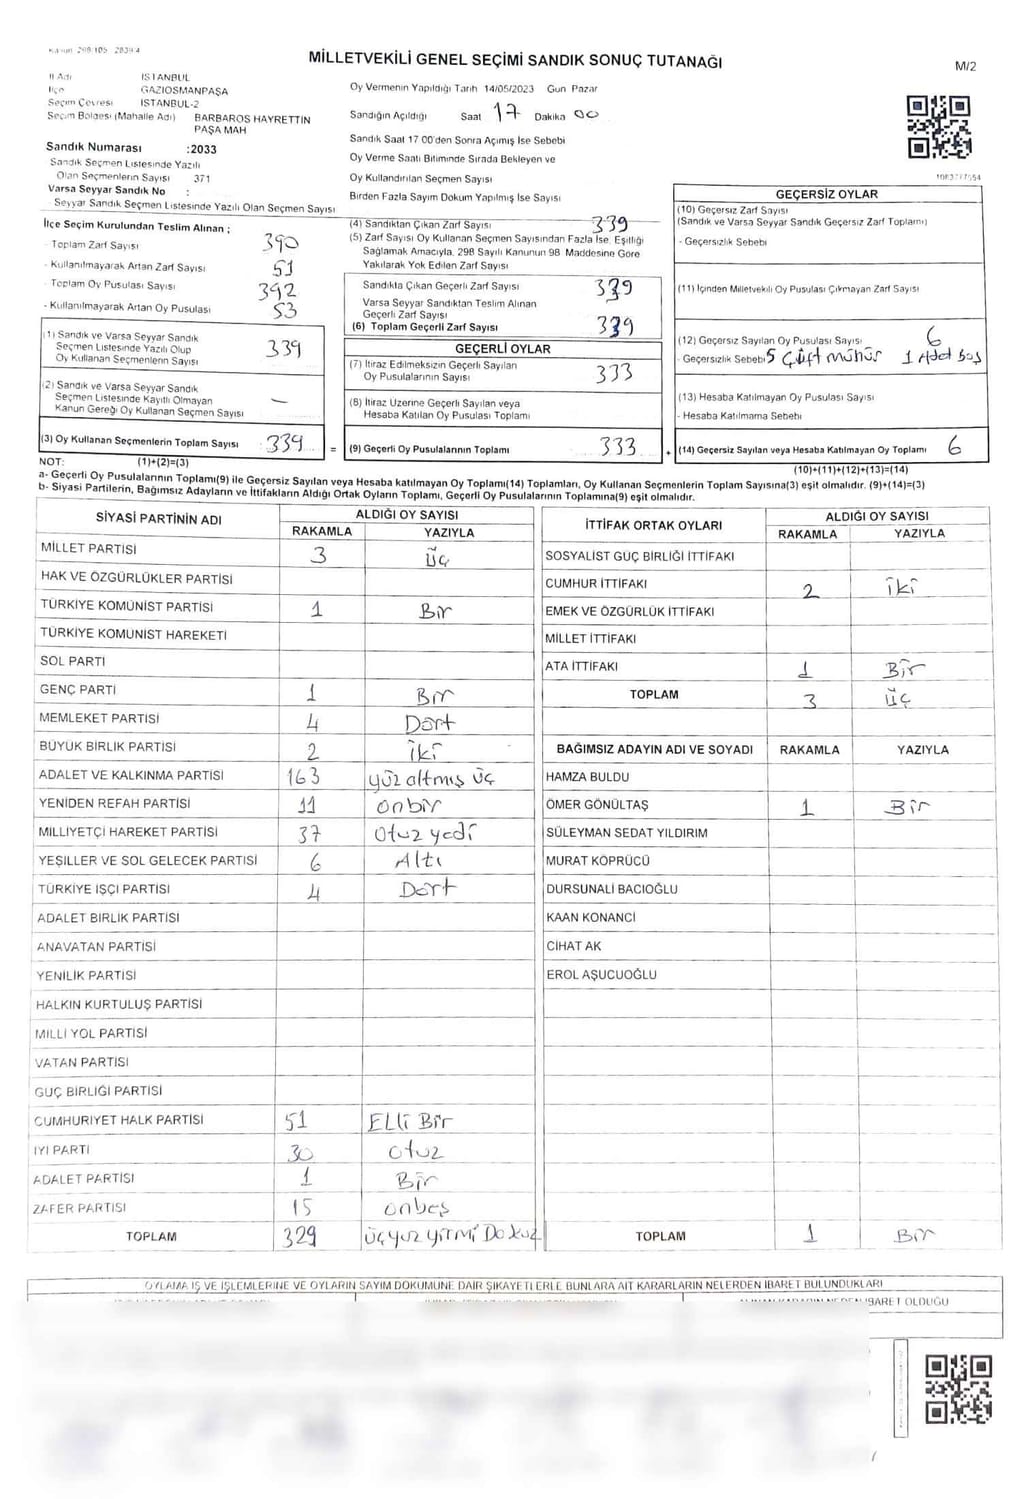 Kanun 298/105 2839/4
MİLLETVEKİLİ GENEL SEÇİMİ SANDIK SONUÇ TUTANAĞI
M/2
İl Adı İSTANBUL
İlçe GAZİOSMANPAŞA
Seçim Çevresi İSTANBUL-2
Seçim Bölgesi (Mahalle Adı) BARBAROS HAYRETTİN PAŞA MAH
Sandık Numarası :2033
Sandık Seçmen Listesinde Yazılı
Olan Seçmenlerin Sayısı 371
Varsa Seyyar Sandık No :
Seyyar Sandık Seçmen Listesinde Yazılı Olan Seçmen Sayısı
Oy Vermenin Yapıldığı Tarih 14/05/2023 Gün Pazar
Sandığın Açıldığı Saat 17 Dakika 00
Sandık Saat 17 00'den Sonra Açımış İse Sebebi
Oy Verme Saati Bitiminde Sırada Bekleyen ve
Oy Kullandırılan Seçmen Sayısı
Birden Fazla Sayım Dokum Yapılmış İse Sayısı
İlçe Seçim Kurulundan Teslim Alınan ;
- Toplam Zarf Sayısı 390
- Kullanılmayarak Artan Zarf Sayısı 51
- Toplam Oy Pusulası Sayısı 392
- Kullanılmayarak Artan Oy Pusulası 53
(1) Sandık ve Varsa Seyyar Sandık
Seçmen Listesinde Yazılı Olup
Oy Kullanan Seçmenlerin Sayısı 339
(2) Sandık ve Varsa Seyyar Sandık
Seçmen Listesinde Kayıtlı Olmayan
Kanun Gereği Oy Kullanan Seçmen Sayısı —
(3) Oy Kullanan Seçmenlerin Toplam Sayısı 339 =
(4) Sandıktan Çıkan Zarf Sayısı 339
(5) Zarf Sayısı Oy Kullanan Seçmen Sayısından Fazla İse, Eşitliği
Sağlamak Amacıyla, 298 Sayılı Kanunun 98 Maddesine Göre
Yakılarak Yok Edilen Zarf Sayısı
Sandıkta Çıkan Geçerli Zarf Sayısı 339
Varsa Seyyar Sandıktan Teslim Alınan
Geçerli Zarf Sayısı
(6) Toplam Geçerli Zarf Sayısı 339
GEÇERLİ OYLAR
(7) İtiraz Edilmeksizin Geçerli Sayılan
Oy Pusulalarının Sayısı 333
(8) İtiraz Üzerine Geçerli Sayılan veya
Hesaba Katılan Oy Pusulası Toplamı
(9) Geçerli Oy Pusulalarının Toplamı 333 +
GEÇERSİZ OYLAR
(10) Geçersiz Zarf Sayısı
(Sandık ve Varsa Seyyar Sandık Geçersiz Zarf Toplamı)
- Geçersizlik Sebebi
(11) İçinden Milletvekili Oy Pusulası Çıkmayan Zarf Sayısı
(12) Geçersiz Sayılan Oy Pusulası Sayısı 6
- Geçersizlik Sebebi 5 Çift mühür 1 Adet boş
(13) Hesaba Katılmayan Oy Pusulası Sayısı
- Hesaba Katılmama Sebebi
(14) Geçersiz Sayılan veya Hesaba Katılmayan Oy Toplamı 6
NOT: (1)+(2)=(3)
(10)+(11)+(12)+(13)=(14)
a- Geçerli Oy Pusulalarının Toplamı(9) ile Geçersiz Sayılan veya Hesaba katılmayan Oy Toplamı(14) Toplamları, Oy Kullanan Seçmenlerin Toplam Sayısına(3) eşit olmalıdır. (9)+(14)=(3)
b- Siyasi Partilerin, Bağımsız Adayların ve İttifakların Aldığı Ortak Oyların Toplamı, Geçerli Oy Pusulalarının Toplamına(9) eşit olmalıdır.
SİYASİ PARTİNİN ADI ALDIĞI OY SAYISI
RAKAMLA YAZIYLA
MİLLET PARTİSİ 3 üç
HAK VE ÖZGÜRLÜKLER PARTİSİ
TÜRKİYE KOMÜNİST PARTİSİ 1 Bir
TÜRKİYE KOMÜNİST HAREKETİ
SOL PARTİ
GENÇ PARTİ 1 Bir
MEMLEKET PARTİSİ 4 Dört
BÜYÜK BİRLİK PARTİSİ 2 iki
ADALET VE KALKINMA PARTİSİ 163 yüz altmış üç
YENİDEN REFAH PARTİSİ 11 onbir
MİLLİYETÇİ HAREKET PARTİSİ 37 Otuz yedi
YEŞİLLER VE SOL GELECEK PARTİSİ 6 Altı
TÜRKİYE İŞÇİ PARTİSİ 4 Dört
ADALET BİRLİK PARTİSİ
ANAVATAN PARTİSİ
YENİLİK PARTİSİ
HALKIN KURTULUŞ PARTİSİ
MİLLİ YOL PARTİSİ
VATAN PARTİSİ
GÜÇ BİRLİĞİ PARTİSİ
CUMHURİYET HALK PARTİSİ 51 ELLi Bir
İYİ PARTİ 30 otuz
ADALET PARTİSİ 1 Bir
ZAFER PARTİSİ 15 onbeş
TOPLAM 329 üçyüz yirmi Dokuz
İTTİFAK ORTAK OYLARI ALDIĞI OY SAYISI
RAKAMLA YAZIYLA
SOSYALİST GÜÇ BİRLİĞİ İTTİFAKI
CUMHUR İTTİFAKI 2 iki
EMEK VE ÖZGÜRLÜK İTTİFAKI
MİLLET İTTİFAKI
ATA İTTİFAKI 1 Bir
TOPLAM 3 üç
BAĞIMSIZ ADAYIN ADI VE SOYADI RAKAMLA YAZIYLA
HAMZA BULDU
ÖMER GÖNÜLTAŞ 1 Bir
SÜLEYMAN SEDAT YILDIRIM
MURAT KÖPRÜCÜ
DURSUNALİ BACIOĞLU
KAAN KONANCİ
CİHAT AK
EROL AŞUCUOĞLU
TOPLAM 1 Bir
OYLAMA İŞ VE İŞLEMLERİNE VE OYLARIN SAYIM DÖKÜMÜNE DAİR ŞİKAYETLERLE BUNLARA AİT KARARLARIN NELERDEN İBARET BULUNDUKLARI
İBARET OLDUĞU